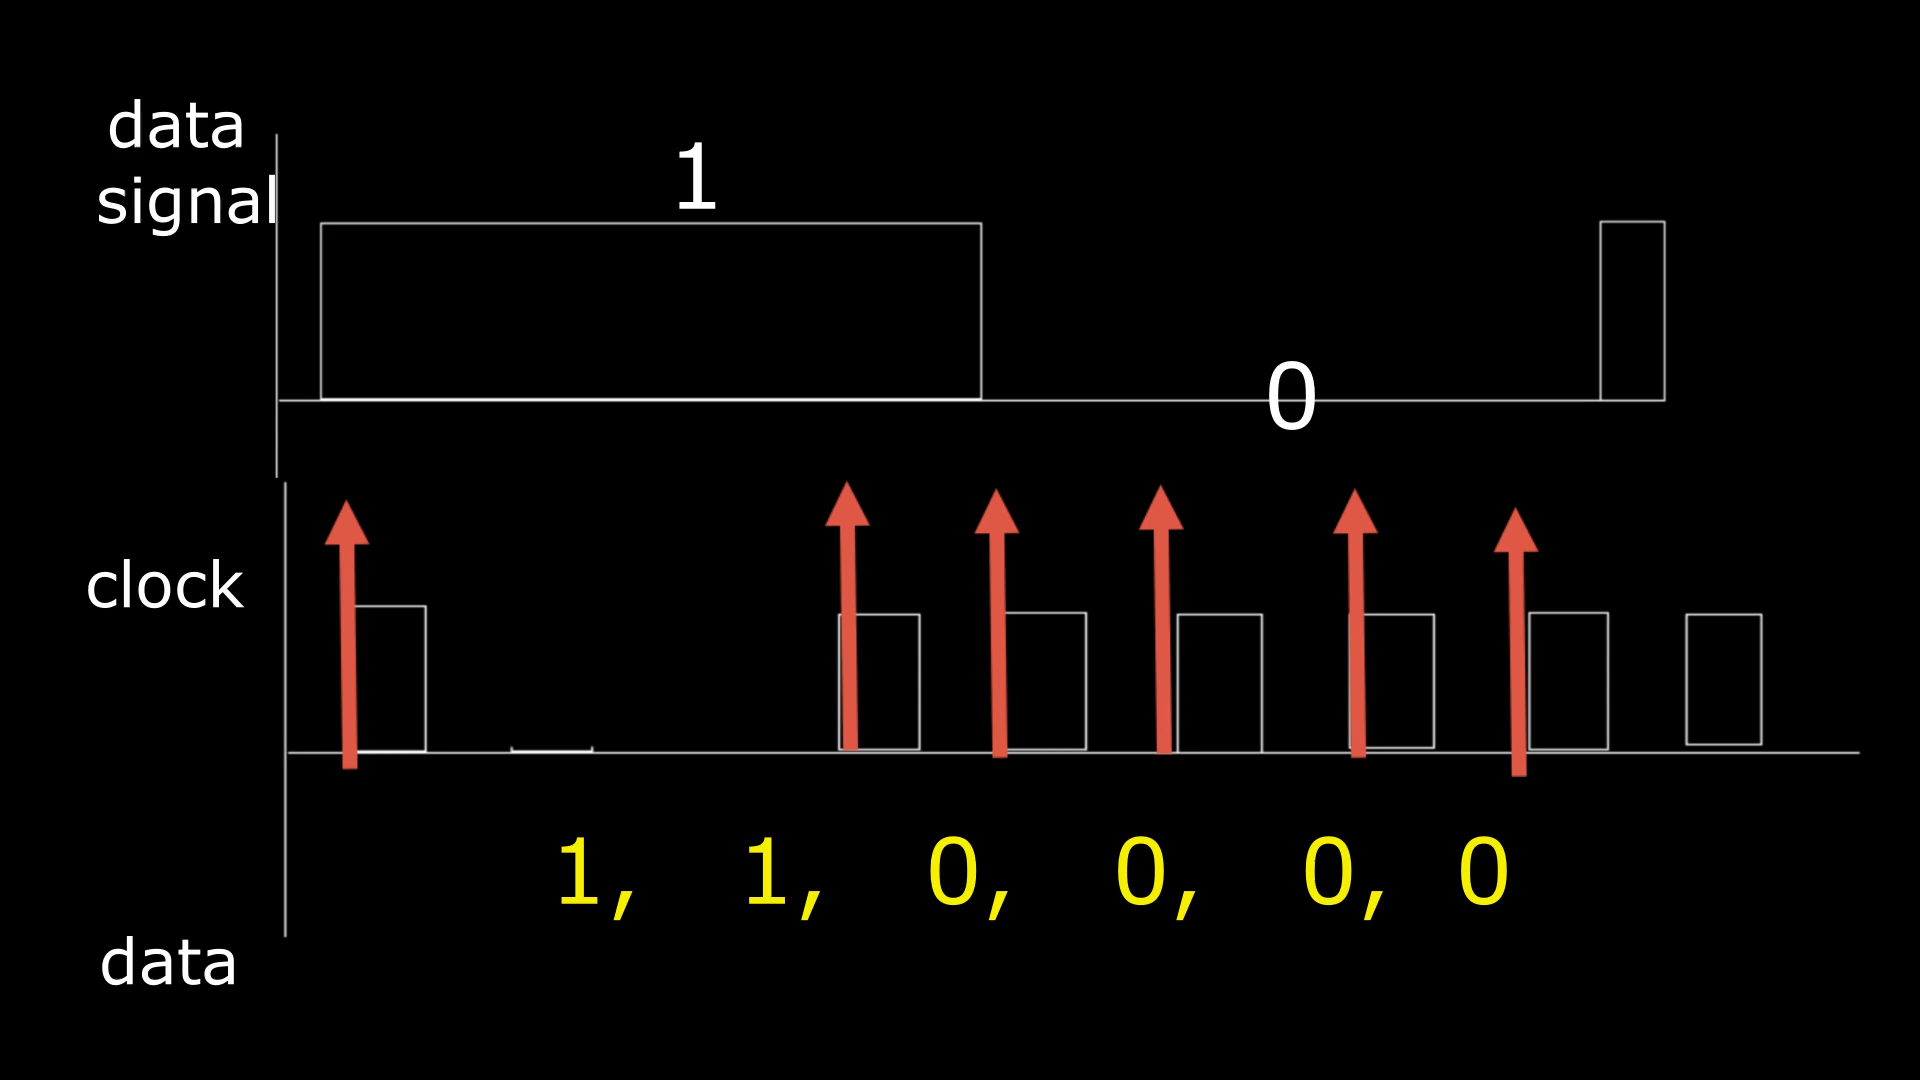 data
signal
1
0
clock
1, 1, 0, 0, 0, 0
data